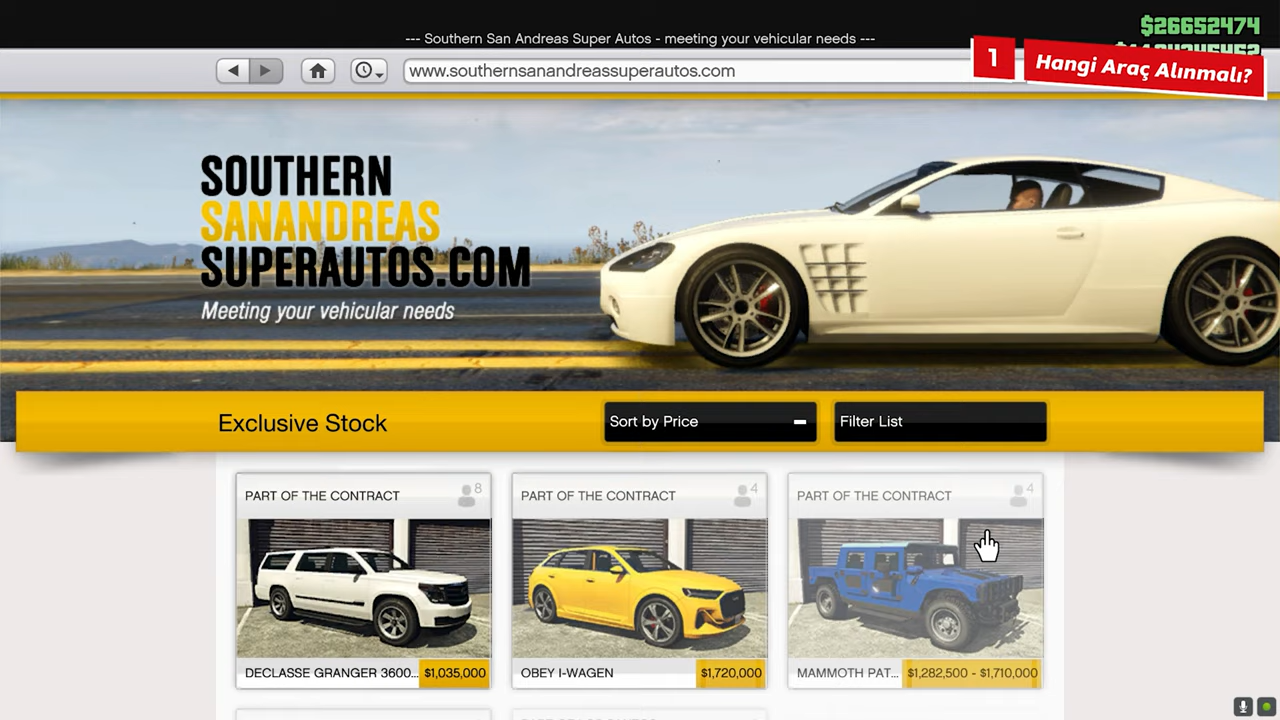 $26652474
--- Southern San Andreas Super Autos - meeting your vehicular needs ---
1
Hangi Araç Alınmalı?
www.southernsanandreassuperautos.com
SOUTHERN
SANANDREAS
SUPERAUTOS.COM
Meeting your vehicular needs
Exclusive Stock
Sort by Price
Filter List
PART OF THE CONTRACT 8
PART OF THE CONTRACT 4
PART OF THE CONTRACT 4
DECLASSE GRANGER 3600... $1,035,000
OBEY I-WAGEN $1,720,000
MAMMOTH PAT... $1,282,500 - $1,710,000